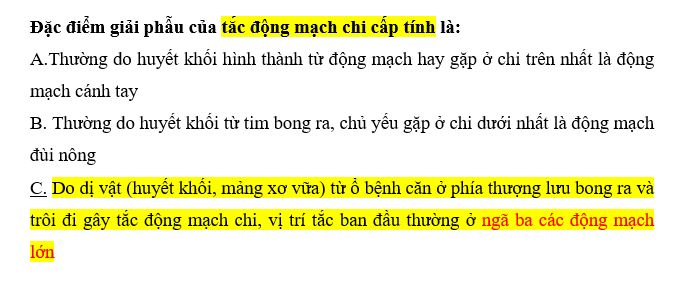 Đặc điểm giải phẫu của tắc động mạch chi cấp tính là:
A.Thường do huyết khối hình thành từ động mạch hay gặp ở chi trên nhất là động
mạch cánh tay
B. Thường do huyết khối từ tim bong ra, chủ yếu gặp ở chi dưới nhất là động mạch
đùi nông
C. Do dị vật (huyết khối, mảng xơ vữa) từ ổ bệnh căn ở phía thượng lưu bong ra và
trôi đi gây tắc động mạch chi, vị trí tắc ban đầu thường ở ngã ba các động mạch
lớn